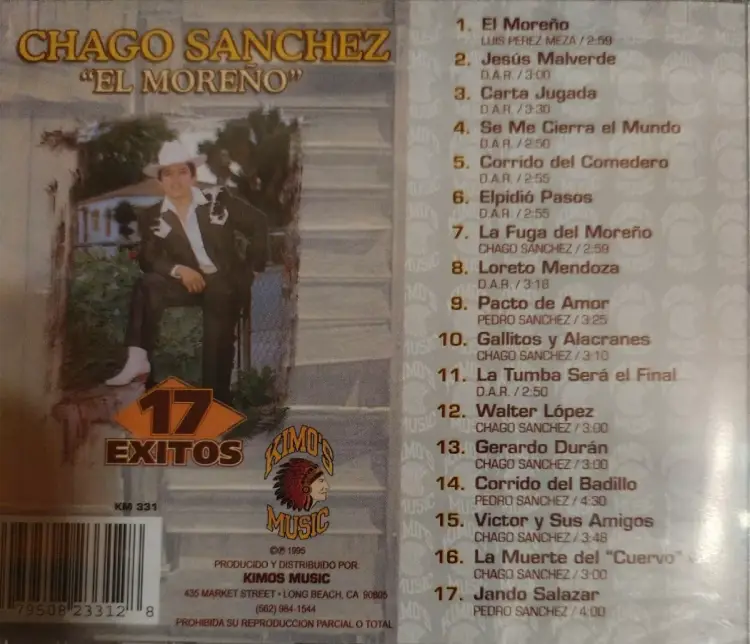 CHAGO SANCHEZ
"EL MOREÑO"
17
EXITOS
KIMO'S
MUSIC
KM 331
79508 23312 8
©℗ 1995
PRODUCIDO Y DISTRIBUIDO POR:
KIMOS MUSIC
435 MARKET STREET • LONG BEACH, CA 90805
(562) 984-1544
PROHIBIDA SU REPRODUCCION PARCIAL O TOTAL
1. El Moreño
LUIS PEREZ MEZA / 2:59
2. Jesús Malverde
D.A.R. / 3:00
3. Carta Jugada
D.A.R. / 3:30
4. Se Me Cierra el Mundo
D.A.R. / 2:50
5. Corrido del Comedero
D.A.R. / 2:55
6. Elpidió Pasos
D.A.R. / 2:55
7. La Fuga del Moreño
CHAGO SANCHEZ / 2:59
8. Loreto Mendoza
D.A.R. / 3:18
9. Pacto de Amor
PEDRO SANCHEZ / 3:25
10. Gallitos y Alacranes
CHAGO SANCHEZ / 3:10
11. La Tumba Será el Final
D.A.R. / 2:50
12. Walter López
CHAGO SANCHEZ / 3:00
13. Gerardo Durán
CHAGO SANCHEZ / 3:00
14. Corrido del Badillo
PEDRO SANCHEZ / 4:30
15. Victor y Sus Amigos
CHAGO SANCHEZ / 3:48
16. La Muerte del "Cuervo"
CHAGO SANCHEZ / 3:00
17. Jando Salazar
PEDRO SANCHEZ / 4:00